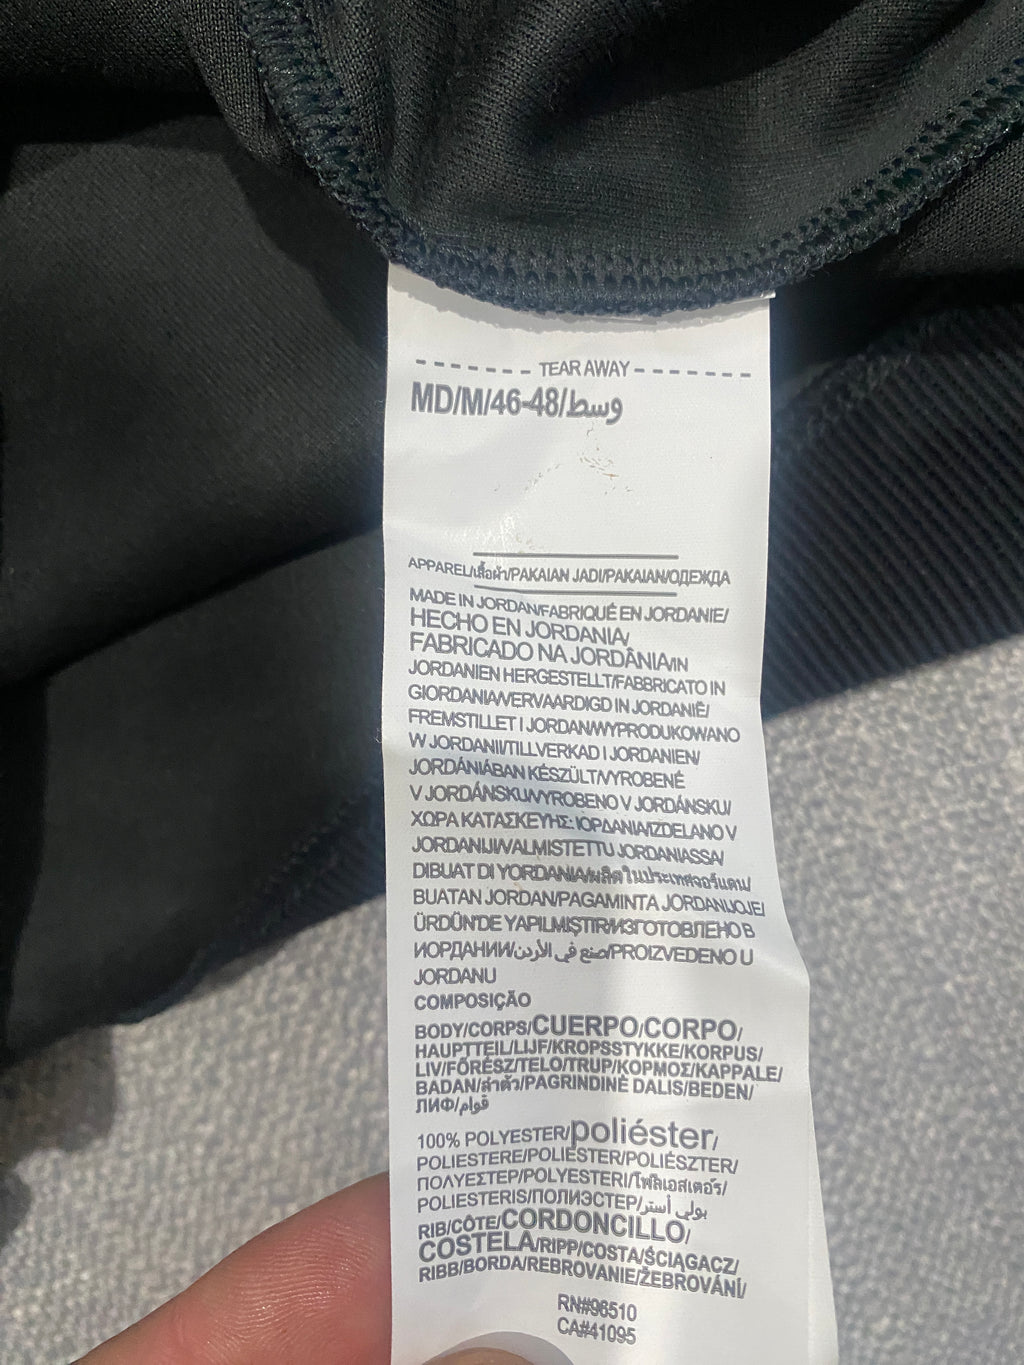 TEAR AWAY
MD/M/46-48/وسط
APPAREL/เสื้อผ้า/PAKAIAN JADI/PAKAIAN/ОДЕЖДА
MADE IN JORDAN/FABRIQUÉ EN JORDANIE/
HECHO EN JORDANIA/
FABRICADO NA JORDÂNIA/IN
JORDANIEN HERGESTELLT/FABBRICATO IN
GIORDANIA/VERVAARDIGD IN JORDANIË/
FREMSTILLET I JORDAN/WYPRODUKOWANO
W JORDANII/TILLVERKAD I JORDANIEN/
JORDÁNIÁBAN KÉSZÜLT/VYROBENÉ
V JORDÁNSKU/VYROBENO V JORDÁNSKU/
ΧΩΡΑ ΚΑΤΑΣΚΕΥΗΣ: ΙΟΡΔΑΝΙΑ/IZDELANO V
JORDANIJI/VALMISTETTU JORDANIASSA/
DIBUAT DI YORDANIA/ผลิตในประเทศจอร์แดน/
BUATAN JORDAN/PAGAMINTA JORDANIJOJE/
ÜRDÜN'DE YAPILMIŞTIR/ИЗГОТОВЛЕНО В
ИОРДАНИИ/صنع في الأردن/PROIZVEDENO U
JORDANU
COMPOSIÇÃO
BODY/CORPS/CUERPO/CORPO/
HAUPTTEIL/LIJF/KROPSSTYKKE/KORPUS/
LIV/FŐRÉSZ/TELO/TRUP/ΚΟΡΜΟΣ/KAPPALE/
BADAN/ลำตัว/PAGRINDINĖ DALIS/BEDEN/
ЛИФ/قوام
100% POLYESTER/poliéster/
POLIESTERE/POLIESTER/POLIÉSZTER/
ΠΟΛΥΕΣΤΕΡ/POLYESTERI/โพลีเอสเตอร์/
POLIESTERIS/ПОЛИЭСТЕР/بولي أستر
RIB/CÔTE/CORDONCILLO/
COSTELA/RIPP/COSTA/ŚCIĄGACZ/
RIBB/BORDA/REBROVANIE/ŽEBROVÁNÍ/
RN#96510
CA#41095